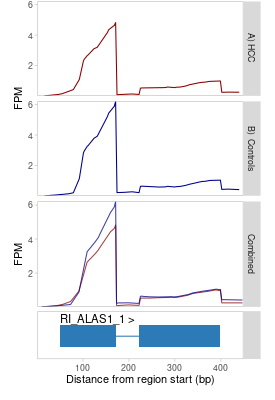 6
4
2
A) HCC
FPM
6
4
2
B) Controls
6
4
2
Combined
FPM
RI_ALAS1_1 >
100 200 300 400
Distance from region start (bp)